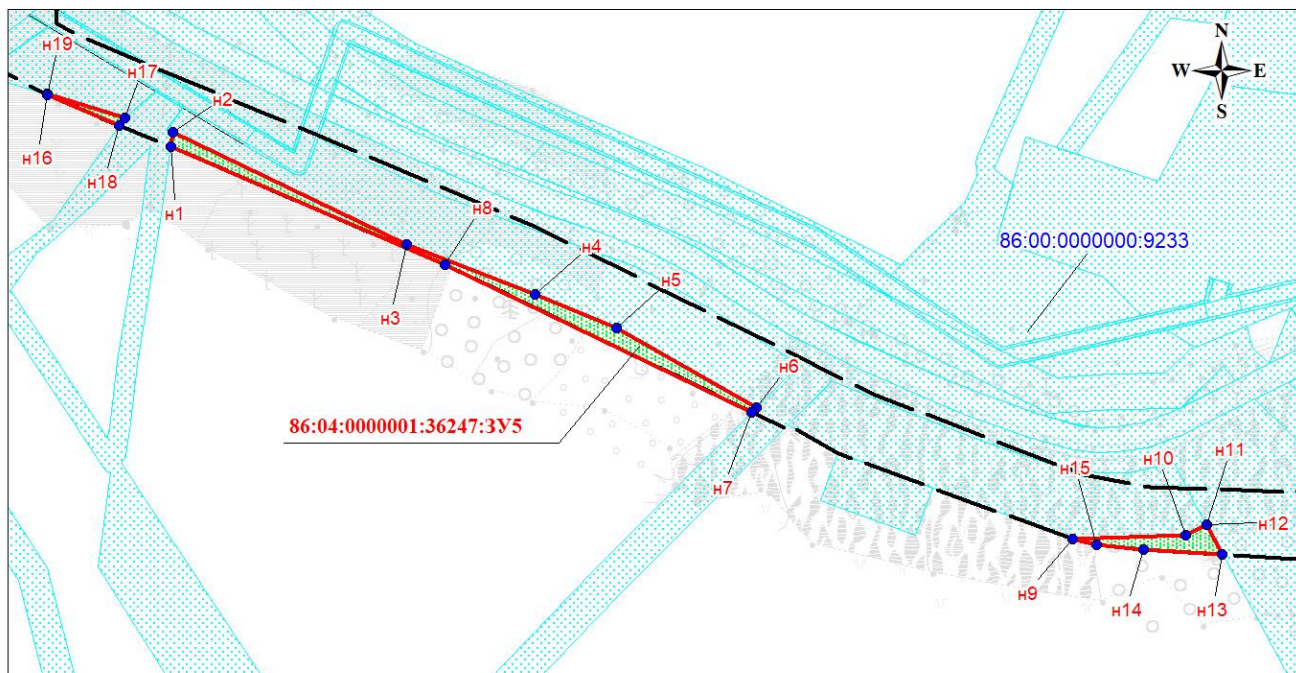 N
W E
S
н19
н17
н2
н16
н18
н1
н8
н3
н4
н5
86:00:0000000:9233
н6
86:04:0000001:36247:ЗУ5
н7
н15
н10
н11
н12
н9
н14
н13